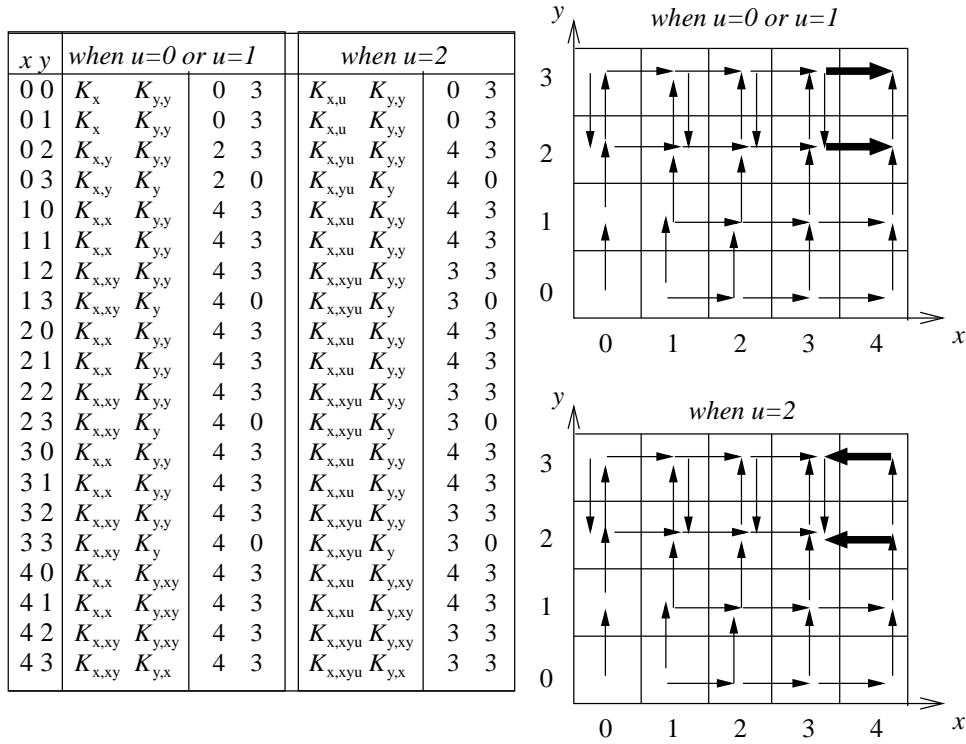 x y when u=0 or u=1 when u=2
0 0 Kx Ky,y 0 3 Kx,u Ky,y 0 3
0 1 Kx Ky,y 0 3 Kx,u Ky,y 0 3
0 2 Kx,y Ky,y 2 3 Kx,yu Ky,y 4 3
0 3 Kx,y Ky 2 0 Kx,yu Ky 4 0
1 0 Kx,x Ky,y 4 3 Kx,xu Ky,y 4 3
1 1 Kx,x Ky,y 4 3 Kx,xu Ky,y 4 3
1 2 Kx,xy Ky,y 4 3 Kx,xyu Ky,y 3 3
1 3 Kx,xy Ky 4 0 Kx,xyu Ky 3 0
2 0 Kx,x Ky,y 4 3 Kx,xu Ky,y 4 3
2 1 Kx,x Ky,y 4 3 Kx,xu Ky,y 4 3
2 2 Kx,xy Ky,y 4 3 Kx,xyu Ky,y 3 3
2 3 Kx,xy Ky 4 0 Kx,xyu Ky 3 0
3 0 Kx,x Ky,y 4 3 Kx,xu Ky,y 4 3
3 1 Kx,x Ky,y 4 3 Kx,xu Ky,y 4 3
3 2 Kx,xy Ky,y 4 3 Kx,xyu Ky,y 3 3
3 3 Kx,xy Ky 4 0 Kx,xyu Ky 3 0
4 0 Kx,x Ky,xy 4 3 Kx,xu Ky,xy 4 3
4 1 Kx,x Ky,xy 4 3 Kx,xu Ky,xy 4 3
4 2 Kx,xy Ky,xy 4 3 Kx,xyu Ky,xy 3 3
4 3 Kx,xy Ky,x 4 3 Kx,xyu Ky,x 3 3
y when u=0 or u=1
3
2
1
0
0 1 2 3 4 x
y when u=2
3
2
1
0
0 1 2 3 4 x